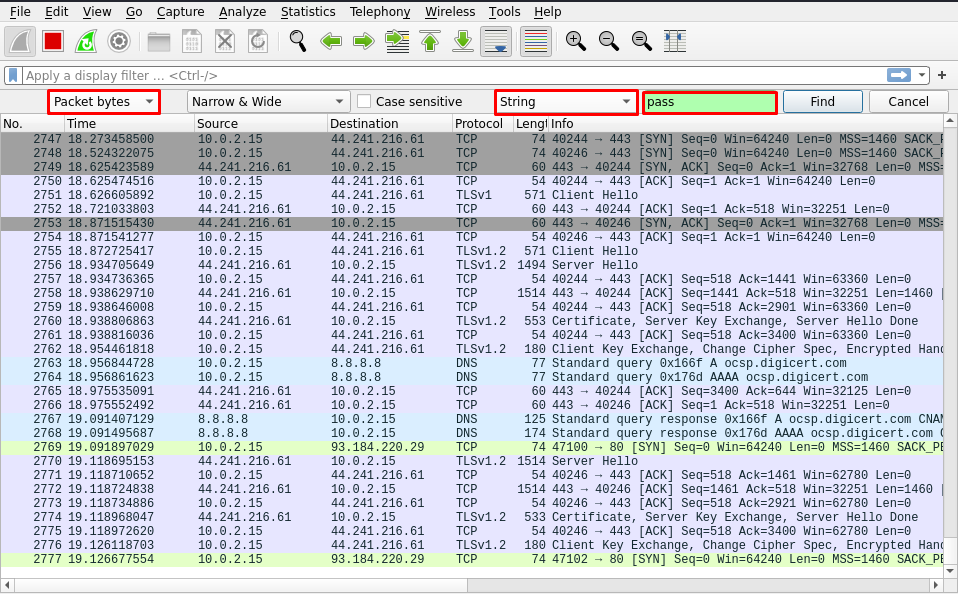 File Edit View Go Capture Analyze Statistics Telephony Wireless Tools Help
Apply a display filter ... <Ctrl-/>
Packet bytes Narrow & Wide Case sensitive String pass Find Cancel
No. Time Source Destination Protocol Lengt Info
2747 18.273458500 10.0.2.15 44.241.216.61 TCP 74 40244 → 443 [SYN] Seq=0 Win=64240 Len=0 MSS=1460 SACK_P
2748 18.524322075 10.0.2.15 44.241.216.61 TCP 74 40246 → 443 [SYN] Seq=0 Win=64240 Len=0 MSS=1460 SACK_P
2749 18.625423589 44.241.216.61 10.0.2.15 TCP 60 443 → 40244 [SYN, ACK] Seq=0 Ack=1 Win=32768 Len=0 MSS=
2750 18.625474516 10.0.2.15 44.241.216.61 TCP 54 40244 → 443 [ACK] Seq=1 Ack=1 Win=64240 Len=0
2751 18.626605892 10.0.2.15 44.241.216.61 TLSv1 571 Client Hello
2752 18.721033803 44.241.216.61 10.0.2.15 TCP 60 443 → 40244 [ACK] Seq=1 Ack=518 Win=32251 Len=0
2753 18.871515430 44.241.216.61 10.0.2.15 TCP 60 443 → 40246 [SYN, ACK] Seq=0 Ack=1 Win=32768 Len=0 MSS=
2754 18.871541277 10.0.2.15 44.241.216.61 TCP 54 40246 → 443 [ACK] Seq=1 Ack=1 Win=64240 Len=0
2755 18.872725417 10.0.2.15 44.241.216.61 TLSv1.2 571 Client Hello
2756 18.934705649 44.241.216.61 10.0.2.15 TLSv1.2 1494 Server Hello
2757 18.934736365 10.0.2.15 44.241.216.61 TCP 54 40244 → 443 [ACK] Seq=518 Ack=1441 Win=63360 Len=0
2758 18.938629710 44.241.216.61 10.0.2.15 TCP 1514 443 → 40244 [ACK] Seq=1441 Ack=518 Win=32251 Len=1460 [
2759 18.938646008 10.0.2.15 44.241.216.61 TCP 54 40244 → 443 [ACK] Seq=518 Ack=2901 Win=63360 Len=0
2760 18.938806863 44.241.216.61 10.0.2.15 TLSv1.2 553 Certificate, Server Key Exchange, Server Hello Done
2761 18.938816036 10.0.2.15 44.241.216.61 TCP 54 40244 → 443 [ACK] Seq=518 Ack=3400 Win=63360 Len=0
2762 18.954461818 10.0.2.15 44.241.216.61 TLSv1.2 180 Client Key Exchange, Change Cipher Spec, Encrypted Hand
2763 18.956844728 10.0.2.15 8.8.8.8 DNS 77 Standard query 0x166f A ocsp.digicert.com
2764 18.956861623 10.0.2.15 8.8.8.8 DNS 77 Standard query 0x176d AAAA ocsp.digicert.com
2765 18.975535091 44.241.216.61 10.0.2.15 TCP 60 443 → 40244 [ACK] Seq=3400 Ack=644 Win=32125 Len=0
2766 18.975552492 44.241.216.61 10.0.2.15 TCP 60 443 → 40246 [ACK] Seq=1 Ack=518 Win=32251 Len=0
2767 19.091407129 8.8.8.8 10.0.2.15 DNS 125 Standard query response 0x166f A ocsp.digicert.com CNAM
2768 19.091495687 8.8.8.8 10.0.2.15 DNS 174 Standard query response 0x176d AAAA ocsp.digicert.com C
2769 19.091897029 10.0.2.15 93.184.220.29 TCP 74 47100 → 80 [SYN] Seq=0 Win=64240 Len=0 MSS=1460 SACK_PE
2770 19.118695153 44.241.216.61 10.0.2.15 TLSv1.2 1514 Server Hello
2771 19.118710652 10.0.2.15 44.241.216.61 TCP 54 40246 → 443 [ACK] Seq=518 Ack=1461 Win=62780 Len=0
2772 19.118724838 44.241.216.61 10.0.2.15 TCP 1514 443 → 40246 [ACK] Seq=1461 Ack=518 Win=32251 Len=1460 [
2773 19.118734886 10.0.2.15 44.241.216.61 TCP 54 40246 → 443 [ACK] Seq=518 Ack=2921 Win=62780 Len=0
2774 19.118968047 44.241.216.61 10.0.2.15 TLSv1.2 533 Certificate, Server Key Exchange, Server Hello Done
2775 19.118972620 10.0.2.15 44.241.216.61 TCP 54 40246 → 443 [ACK] Seq=518 Ack=3400 Win=62780 Len=0
2776 19.126118703 10.0.2.15 44.241.216.61 TLSv1.2 180 Client Key Exchange, Change Cipher Spec, Encrypted Hand
2777 19.126677554 10.0.2.15 93.184.220.29 TCP 74 47102 → 80 [SYN] Seq=0 Win=64240 Len=0 MSS=1460 SACK_PE